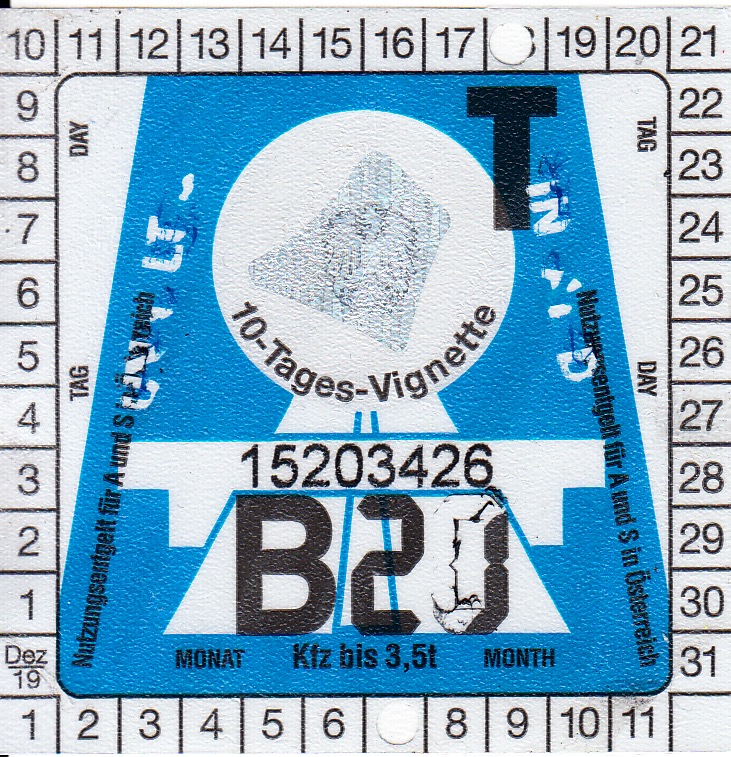 10 11 12 13 14 15 16 17 19 20 21
9 22
DAY T TAG
8 23
7 24
6 25
5 26
TAG DAY
4 27
3 28
2 29
1 30
Dez 19 31
10-Tages-Vignette
15203426
B20
Nutzungsentgelt für A und S
Nutzungsentgelt für A und S in Österreich
MONAT Kfz bis 3,5t MONTH
1 2 3 4 5 6 8 9 10 11